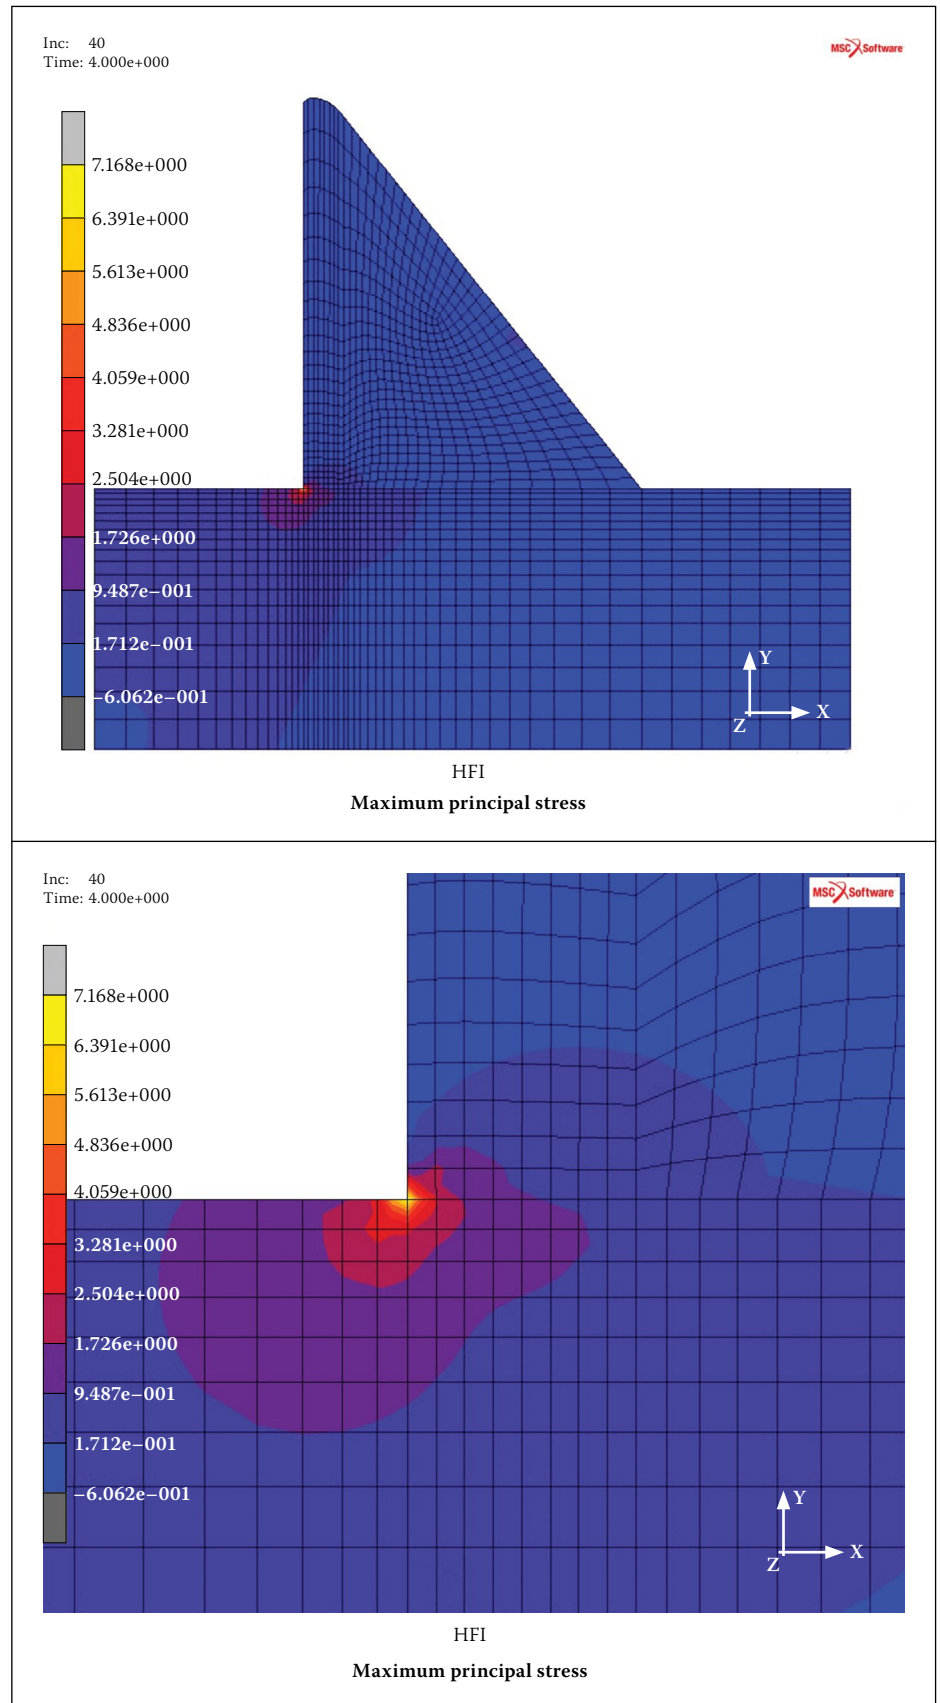 Inc: 40
Time: 4.000e+000
MSC Software
7.168e+000
6.391e+000
5.613e+000
4.836e+000
4.059e+000
3.281e+000
2.504e+000
1.726e+000
9.487e−001
1.712e−001
−6.062e−001
Y
X
Z
HFI
Maximum principal stress
Inc: 40
Time: 4.000e+000
MSC Software
7.168e+000
6.391e+000
5.613e+000
4.836e+000
4.059e+000
3.281e+000
2.504e+000
1.726e+000
9.487e−001
1.712e−001
−6.062e−001
Y
X
Z
HFI
Maximum principal stress